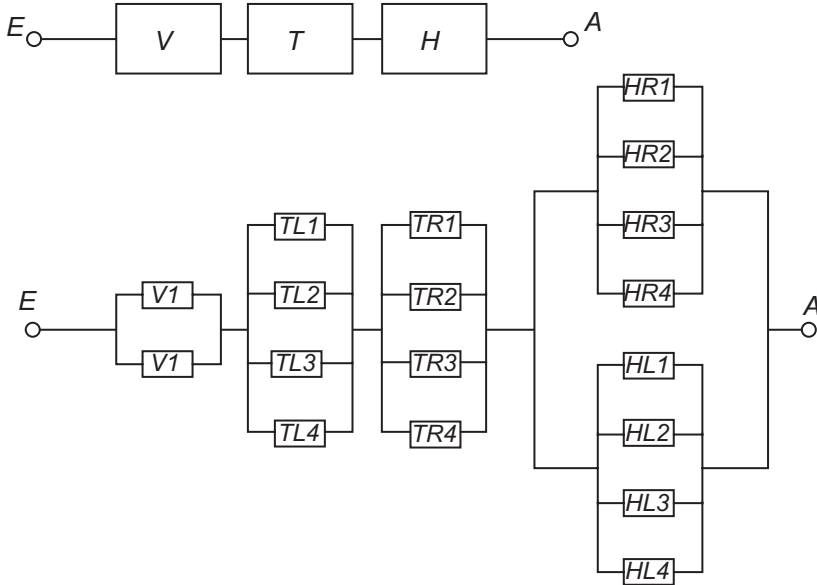 E V T H A
HR1
HR2
HR3
HR4
TL1 TR1
TL2 TR2
TL3 TR3
TL4 TR4
E V1 A
V1
HL1
HL2
HL3
HL4